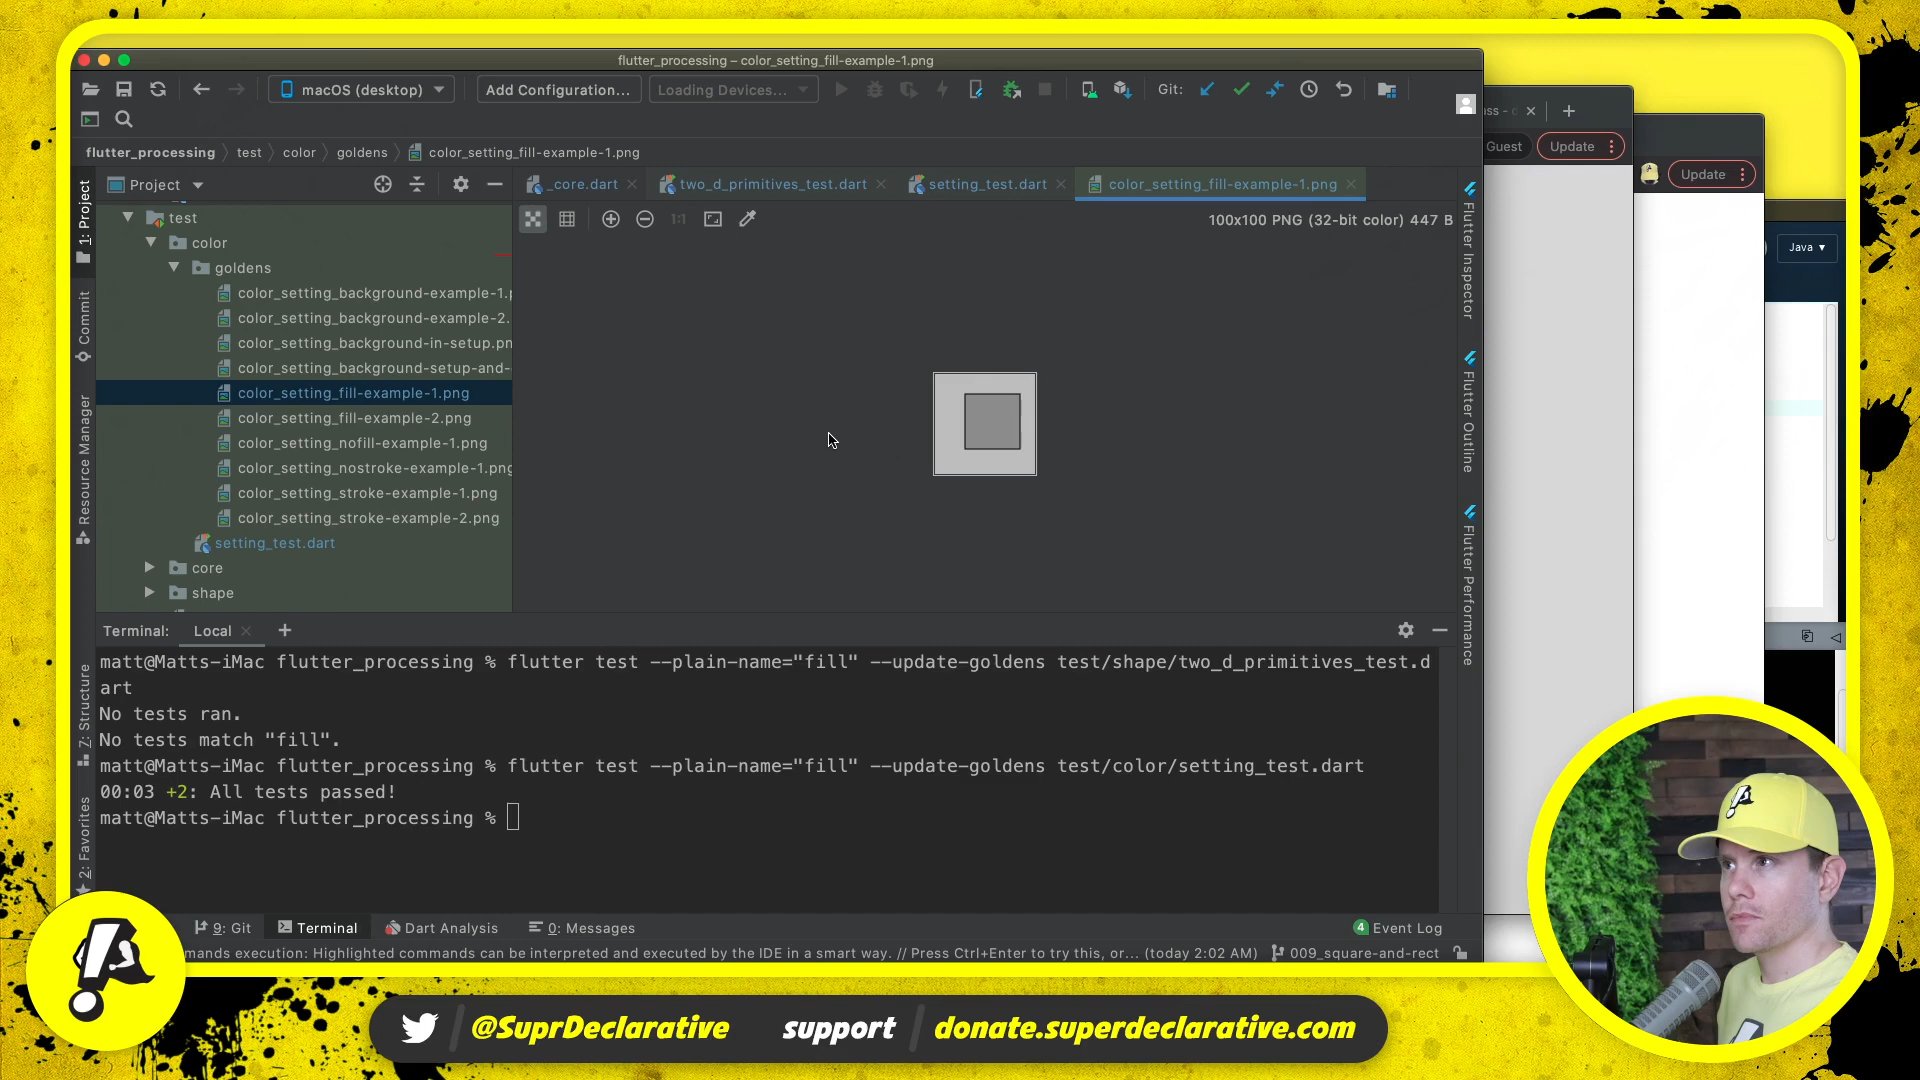 flutter_processing – color_setting_fill-example-1.png
macOS (desktop)
Add Configuration...
Loading Devices...
Git:
flutter_processing
test
color
goldens
color_setting_fill-example-1.png
Project
_core.dart
two_d_primitives_test.dart
setting_test.dart
color_setting_fill-example-1.png
100x100 PNG (32-bit color) 447 B
test
color
goldens
color_setting_background-example-1.p
color_setting_background-example-2.
color_setting_background-in-setup.pn
color_setting_background-setup-and-
color_setting_fill-example-1.png
color_setting_fill-example-2.png
color_setting_nofill-example-1.png
color_setting_nostroke-example-1.png
color_setting_stroke-example-1.png
color_setting_stroke-example-2.png
setting_test.dart
core
shape
1: Project
Commit
Resource Manager
7: Structure
2: Favorites
Flutter Inspector
Flutter Outline
Flutter Performance
Guest
Update
Update
Java
Terminal:
Local
matt@Matts-iMac flutter_processing % flutter test --plain-name="fill" --update-goldens test/shape/two_d_primitives_test.d
art
No tests ran.
No tests match "fill".
matt@Matts-iMac flutter_processing % flutter test --plain-name="fill" --update-goldens test/color/setting_test.dart
00:03 +2: All tests passed!
matt@Matts-iMac flutter_processing %
9: Git
Terminal
Dart Analysis
0: Messages
4 Event Log
mands execution: Highlighted commands can be interpreted and executed by the IDE in a smart way. // Press Ctrl+Enter to try this, or... (today 2:02 AM)
009_square-and-rect
@SuprDeclarative
support
donate.superdeclarative.com